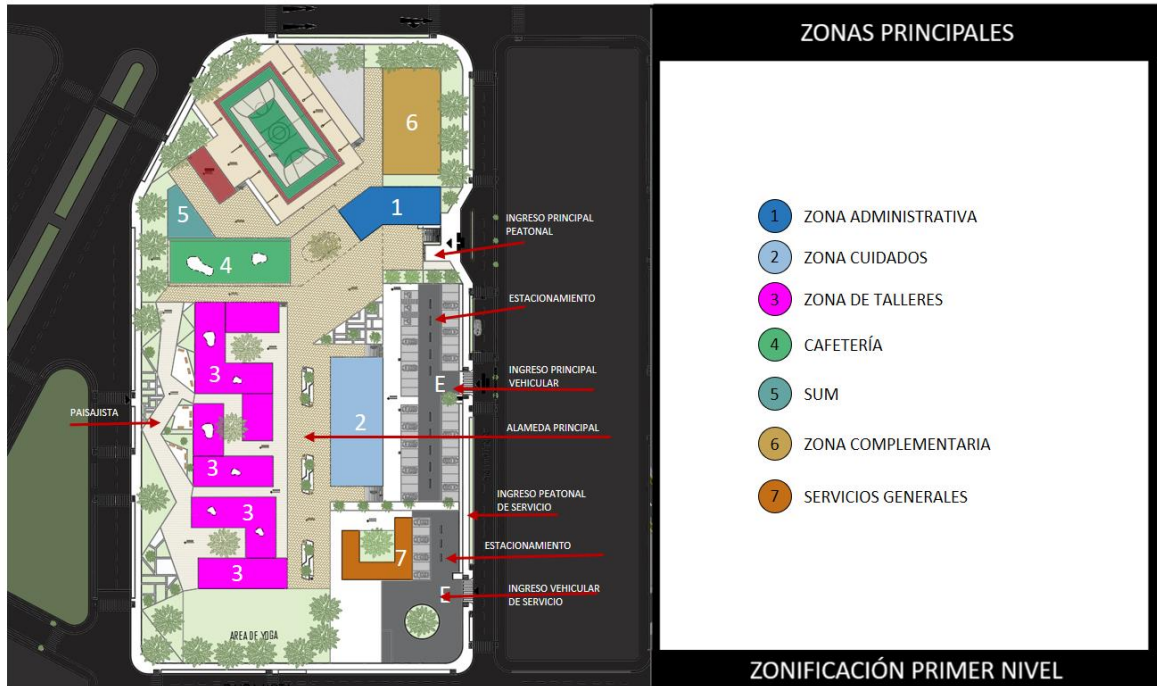 ZONAS PRINCIPALES
6
1
5
4
INGRESO PRINCIPAL
PEATONAL
ESTACIONAMIENTO
3
INGRESO PRINCIPAL
VEHICULAR
E
PAISAJISTA
2
ALAMEDA PRINCIPAL
3
INGRESO PEATONAL
DE SERVICIO
3
ESTACIONAMIENTO
7
3
INGRESO VEHICULAR
DE SERVICIO
E
AREA DE YOGA
1 ZONA ADMINISTRATIVA
2 ZONA CUIDADOS
3 ZONA DE TALLERES
4 CAFETERÍA
5 SUM
6 ZONA COMPLEMENTARIA
7 SERVICIOS GENERALES
ZONIFICACIÓN PRIMER NIVEL